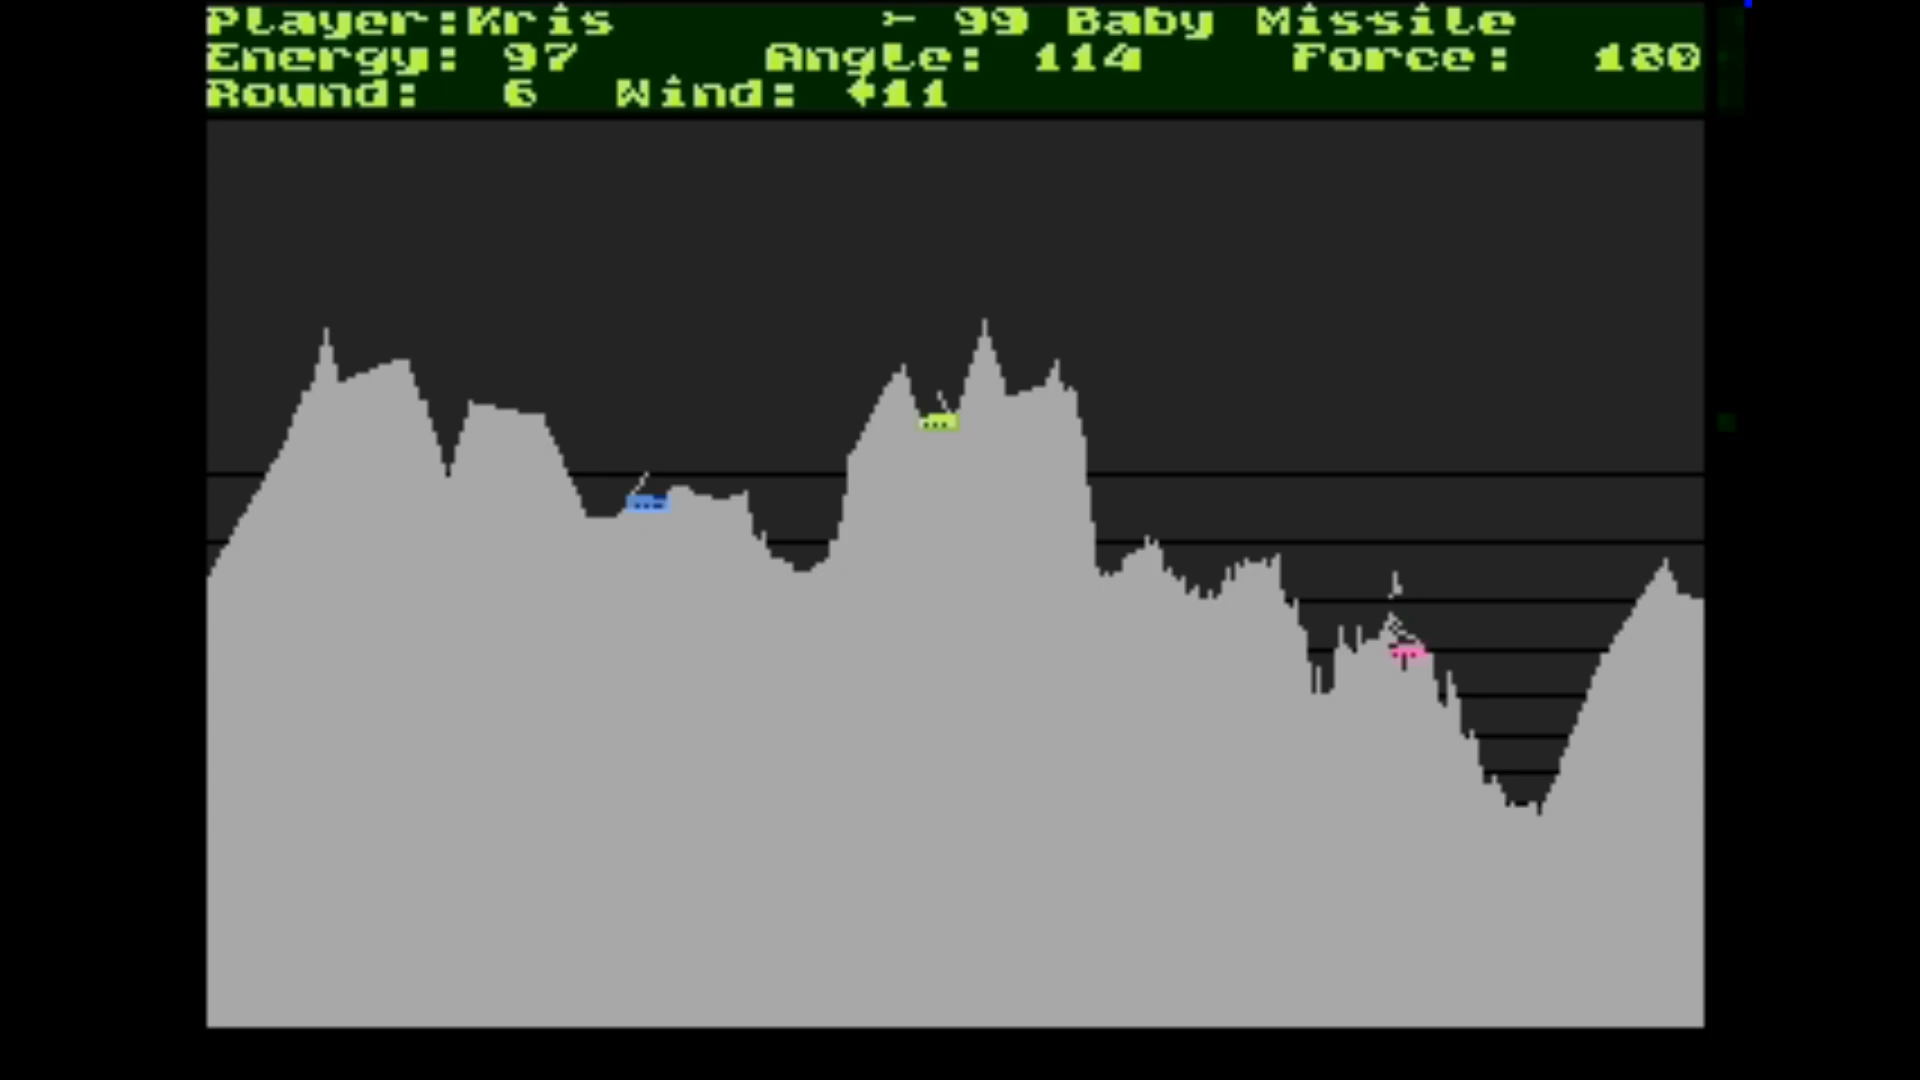 Player:Kris 99 Baby Missile
Energy: 97 Angle: 114 Force: 180
Round: 6 Wind: ←11